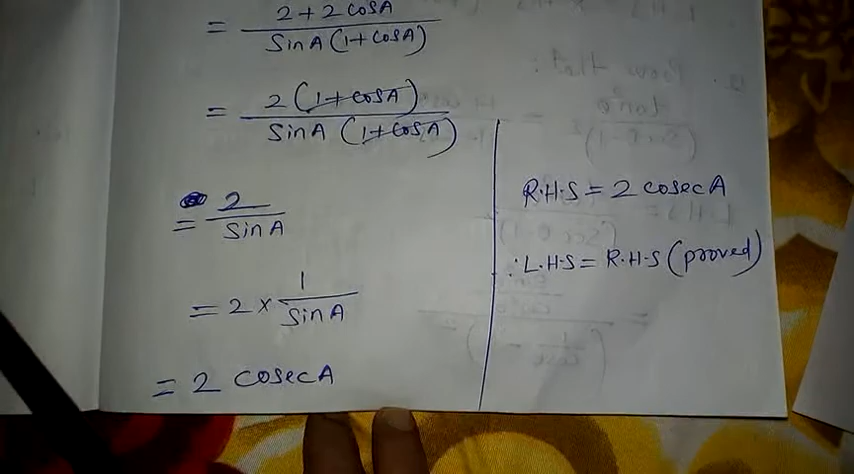 = 2+2 cosA / SinA (1+cosA)
= 2 (1+cosA) / SinA (1+cosA)
= 2 / SinA
= 2 × 1 / SinA
= 2 cosecA
R.H.S = 2 cosecA
∴ L.H.S = R.H.S (proved)